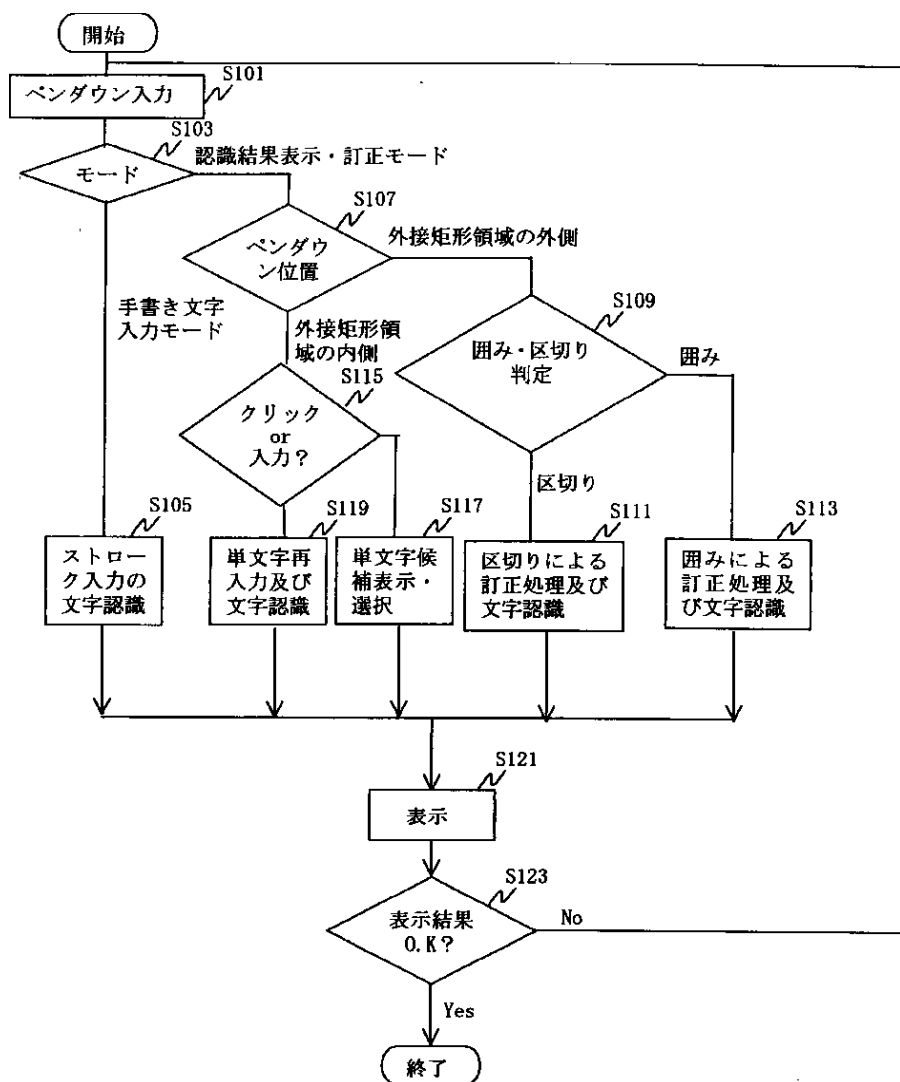 開始
S101
ペンダウン入力
S103
モード
認識結果表示・訂正モード
S107
ペンダウ
ン位置
外接矩形領域の外側
手書き文字
入力モード
外接矩形領
域の内側
S109
囲み・区切り
判定
囲み
S115
クリック
or
入力?
区切り
S105
ストロー
ク入力の
文字認識
S119
単文字再
入力及び
文字認識
S117
単文字候
補表示・
選択
S111
区切りによる
訂正処理及び
文字認識
S113
囲みによる
訂正処理及
び文字認識
S121
表示
S123
表示結果
O.K?
No
Yes
終了